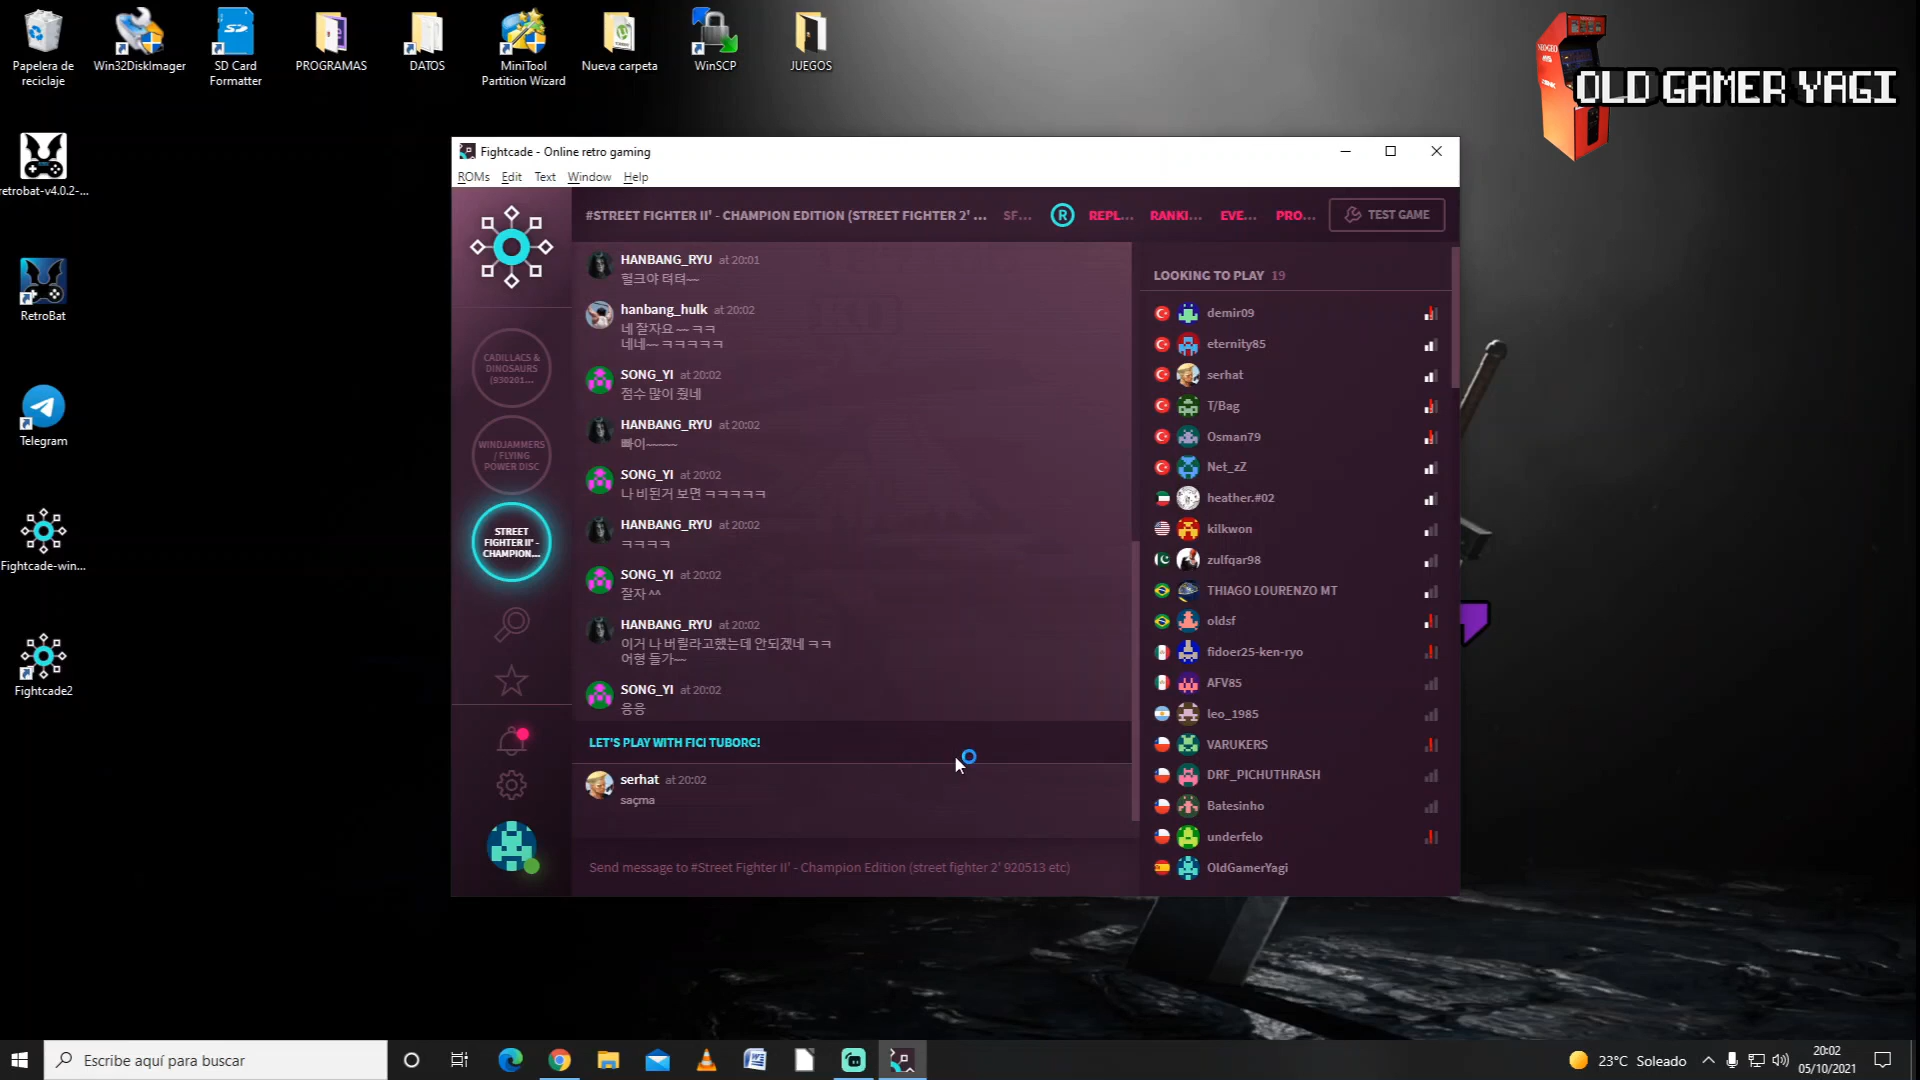 Papelera de
reciclaje
Win32DiskImager
SD Card
Formatter
PROGRAMAS
DATOS
MiniTool
Partition Wizard
Nueva carpeta
WinSCP
JUEGOS
OLD GAMER YAGI
retrobat-v4.0.2-...
RetroBat
Telegram
Fightcade-win...
Fightcade2
Fightcade - Online retro gaming
ROMs Edit Text Window Help
#STREET FIGHTER II' - CHAMPION EDITION (STREET FIGHTER 2' ... SF... R REPL... RANKI... EVE... PRO... TEST GAME
CADILLACS &
DINOSAURS
(930201...
WINDJAMMERS
/ FLYING
POWER DISC
STREET
FIGHTER II' -
CHAMPION...
HANBANG_RYU at 20:01
헐크야 텨텨~~
hanbang_hulk at 20:02
네 잘자요 ~~ ㅋㅋ
네네~~ ㅋㅋㅋㅋㅋ
SONG_YI at 20:02
점수 많이 줬네
HANBANG_RYU at 20:02
빠이~~~~~
SONG_YI at 20:02
나 비된거 보면 ㅋㅋㅋㅋㅋ
HANBANG_RYU at 20:02
ㅋㅋㅋㅋ
SONG_YI at 20:02
잘자 ^^
HANBANG_RYU at 20:02
이거 나 버릴라고했는데 안되겠네 ㅋㅋ
어형 들가~~
SONG_YI at 20:02
응응
LET'S PLAY WITH FICI TUBORG!
serhat at 20:02
saçma
Send message to #Street Fighter II' - Champion Edition (street fighter 2' 920513 etc)
LOOKING TO PLAY 19
demir09
eternity85
serhat
T/Bag
Osman79
Net_zZ
heather.#02
kilkwon
zulfqar98
THIAGO LOURENZO MT
oldsf
fidoer25-ken-ryo
AFV85
leo_1985
VARUKERS
DRF_PICHUTHRASH
Batesinho
underfelo
OldGamerYagi
Escribe aquí para buscar
23°C Soleado
20:02
05/10/2021